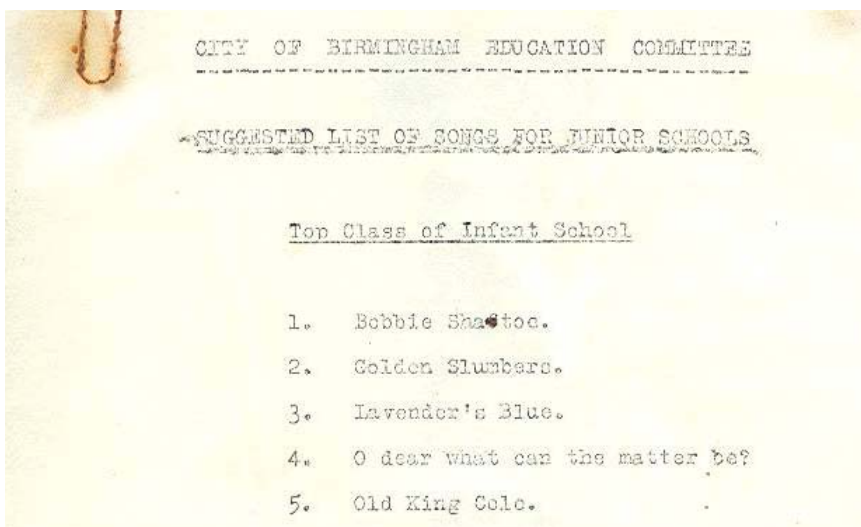 CITY OF BIRMINGHAM EDUCATION COMMITTEE
SUGGESTED LIST OF SONGS FOR JUNIOR SCHOOLS
Top Class of Infant School
1. Bobbie Shaftoe.
2. Golden Slumbers.
3. Lavender's Blue.
4. O dear what can the matter be?
5. Old King Cole.